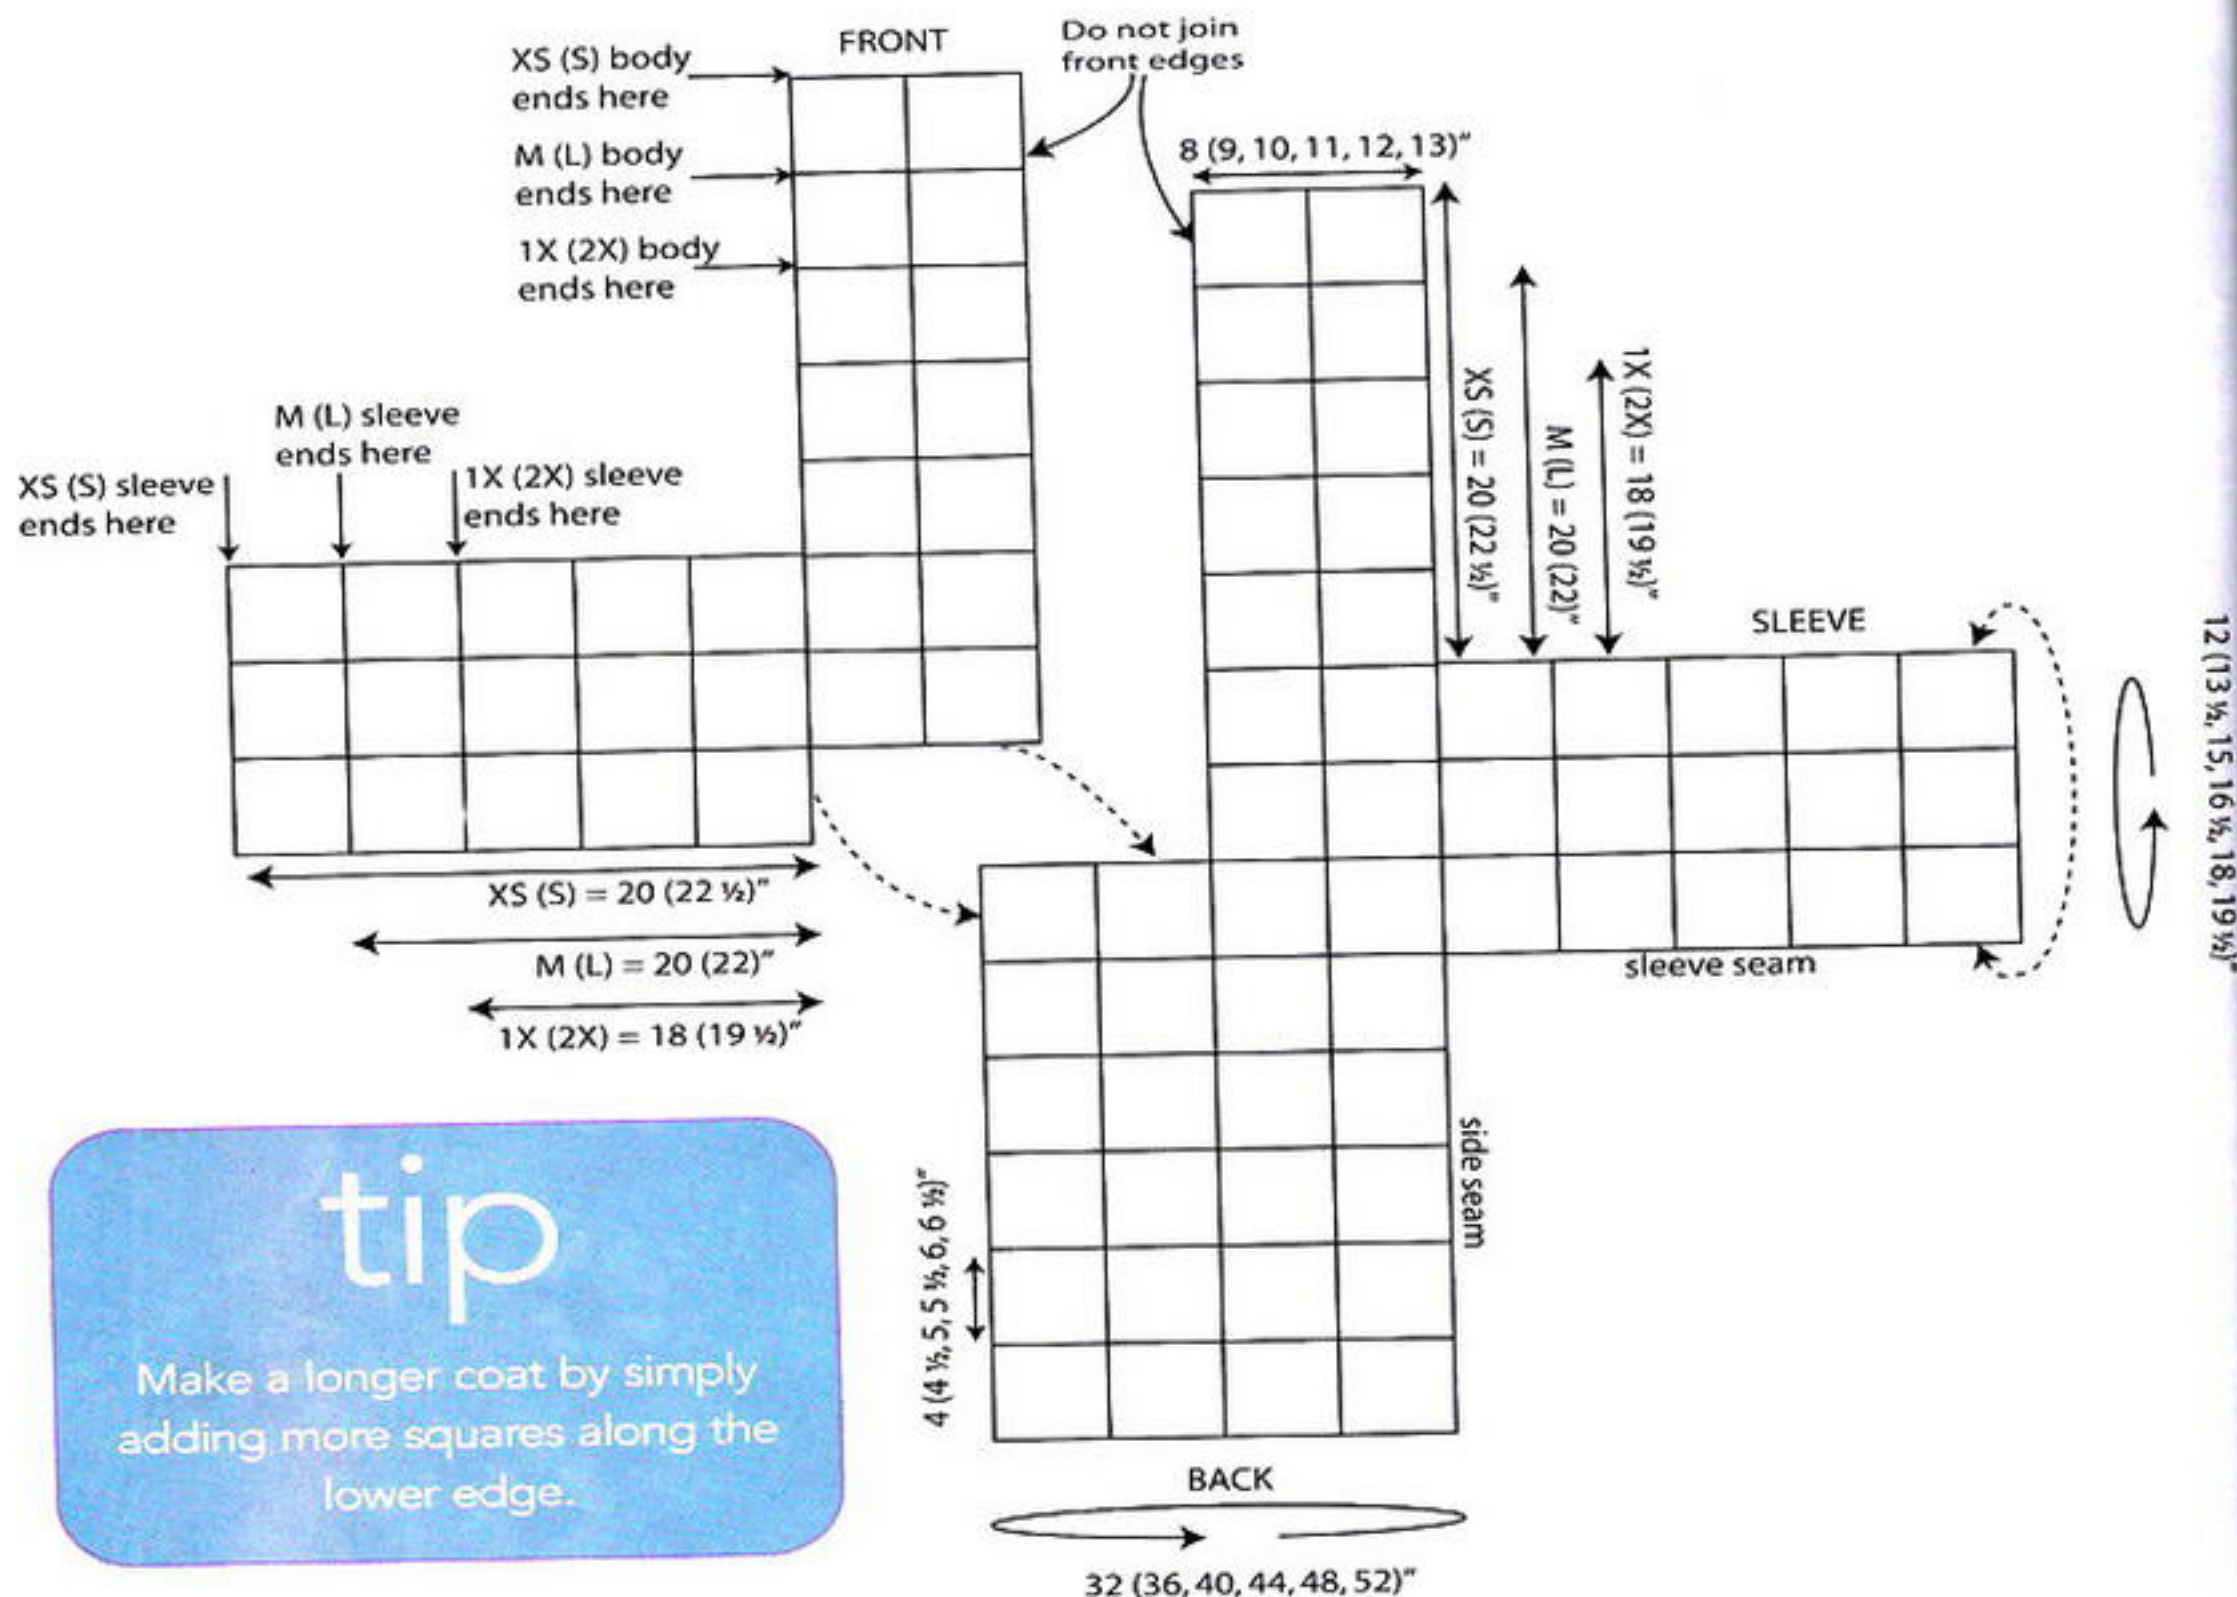 FRONT
Do not join
front edges
XS (S) body
ends here
M (L) body
ends here
1X (2X) body
ends here
8 (9, 10, 11, 12, 13)"
XS (S) = 20 (22 ½)"
M (L) = 20 (22)"
1X (2X) = 18 (19 ½)"
M (L) sleeve
ends here
XS (S) sleeve
ends here
1X (2X) sleeve
ends here
SLEEVE
12 (13 ½, 15, 16 ½, 18, 19 ½)"
sleeve seam
XS (S) = 20 (22 ½)"
M (L) = 20 (22)"
1X (2X) = 18 (19 ½)"
side seam
4 (4 ½, 5, 5 ½, 6, 6 ½)"
tip
Make a longer coat by simply
adding more squares along the
lower edge.
BACK
32 (36, 40, 44, 48, 52)"